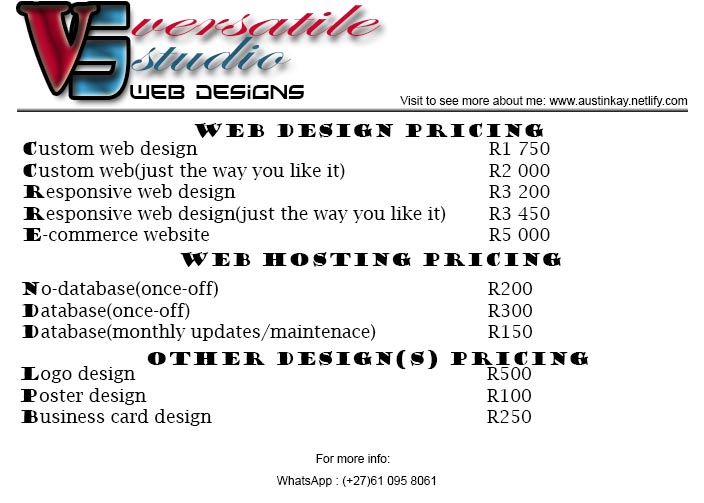 VS versatile
studio
WEB DESIGNS
Visit to see more about me: www.austinkay.netlify.com
WEB DESIGN PRICING
Custom web design R1 750
Custom web(just the way you like it) R2 000
Responsive web design R3 200
Responsive web design(just the way you like it) R3 450
E-commerce website R5 000
WEB HOSTING PRICING
No-database(once-off) R200
Database(once-off) R300
Database(monthly updates/maintenace) R150
OTHER DESIGN(S) PRICING
Logo design R500
Poster design R100
Business card design R250
For more info:
WhatsApp : (+27)61 095 8061